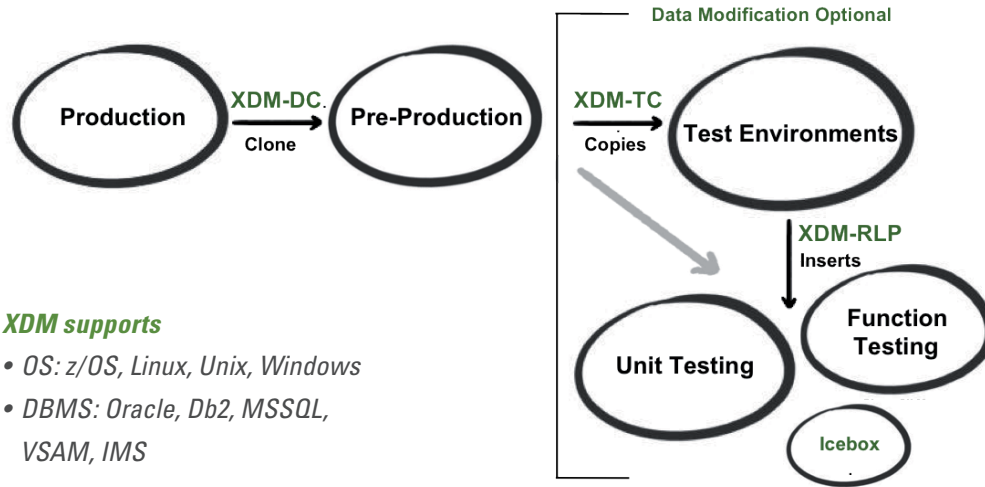 Data Modification Optional
Production
XDM-DC.
Clone
Pre-Production
XDM-TC
Copies
Test Environments
XDM-RLP
Inserts
Unit Testing
Function
Testing
Icebox
XDM supports
• OS: z/OS, Linux, Unix, Windows
• DBMS: Oracle, Db2, MSSQL,
VSAM, IMS